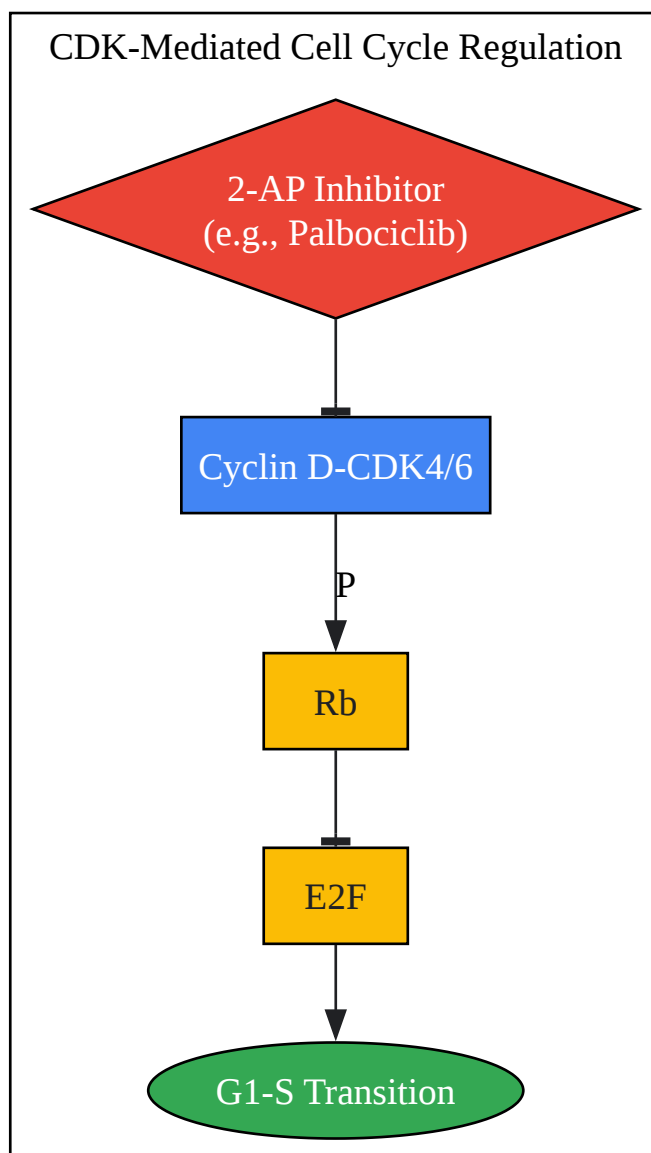 CDK-Mediated Cell Cycle Regulation
2-AP Inhibitor
(e.g., Palbociclib)
Cyclin D-CDK4/6
P
Rb
E2F
G1-S Transition